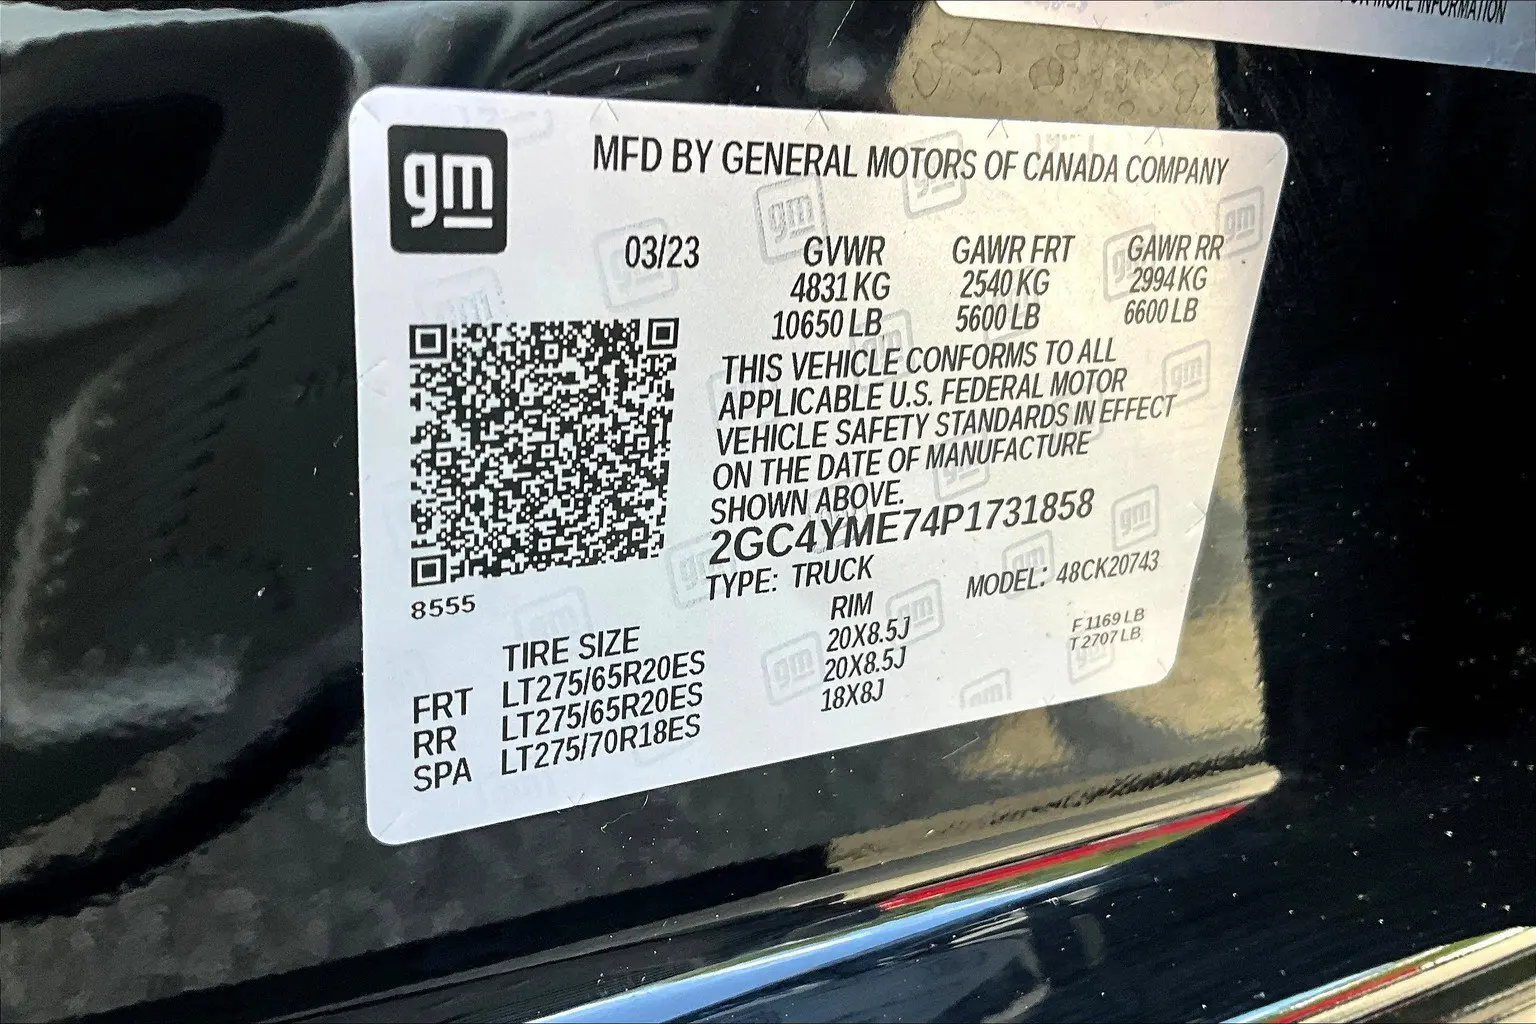 FOR MORE INFORMATION
gm
MFD BY GENERAL MOTORS OF CANADA COMPANY
03/23 GVWR GAWR FRT GAWR RR
4831 KG 2540 KG 2994 KG
10650 LB 5600 LB 6600 LB
THIS VEHICLE CONFORMS TO ALL
APPLICABLE U.S. FEDERAL MOTOR
VEHICLE SAFETY STANDARDS IN EFFECT
ON THE DATE OF MANUFACTURE
SHOWN ABOVE.
2GC4YME74P1731858
TYPE: TRUCK MODEL: 48CK20743
8555
TIRE SIZE RIM
FRT LT275/65R20ES 20X8.5J
RR LT275/65R20ES 20X8.5J
SPA LT275/70R18ES 18X8J
F 1169 LB
T 2707 LB